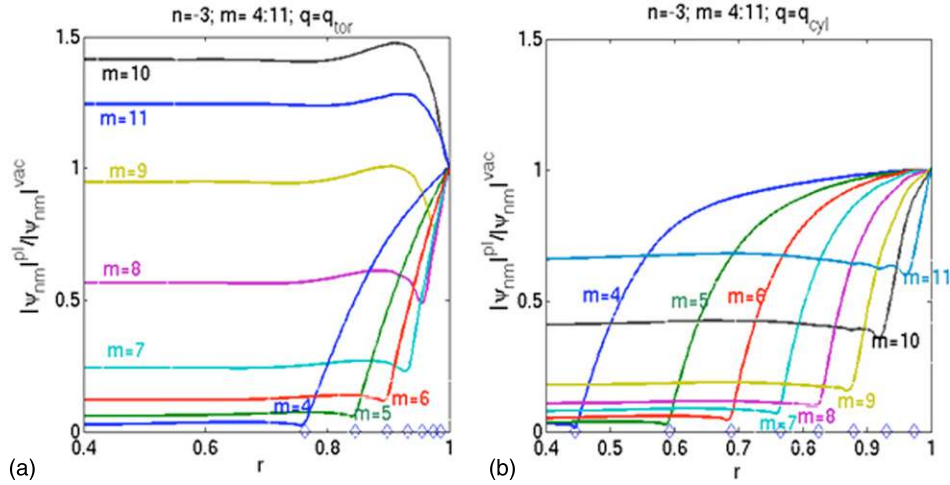 n=-3; m= 4:11; q=q_tor
1.5
1
0.5
0
|ψ_nm|^pl/|ψ_nm|^vac
m=10
m=11
m=9
m=8
m=7
m=4
m=5
m=6
0.4
0.6
0.8
1
r
(a)
n=-3; m= 4:11; q=q_cyl
1.5
1
0.5
0
|ψ_nm|^pl/|ψ_nm|^vac
m=4
m=5
m=6
m=11
m=10
m=9
m=8
m=7
0.4
0.5
0.6
0.7
0.8
0.9
1
r
(b)